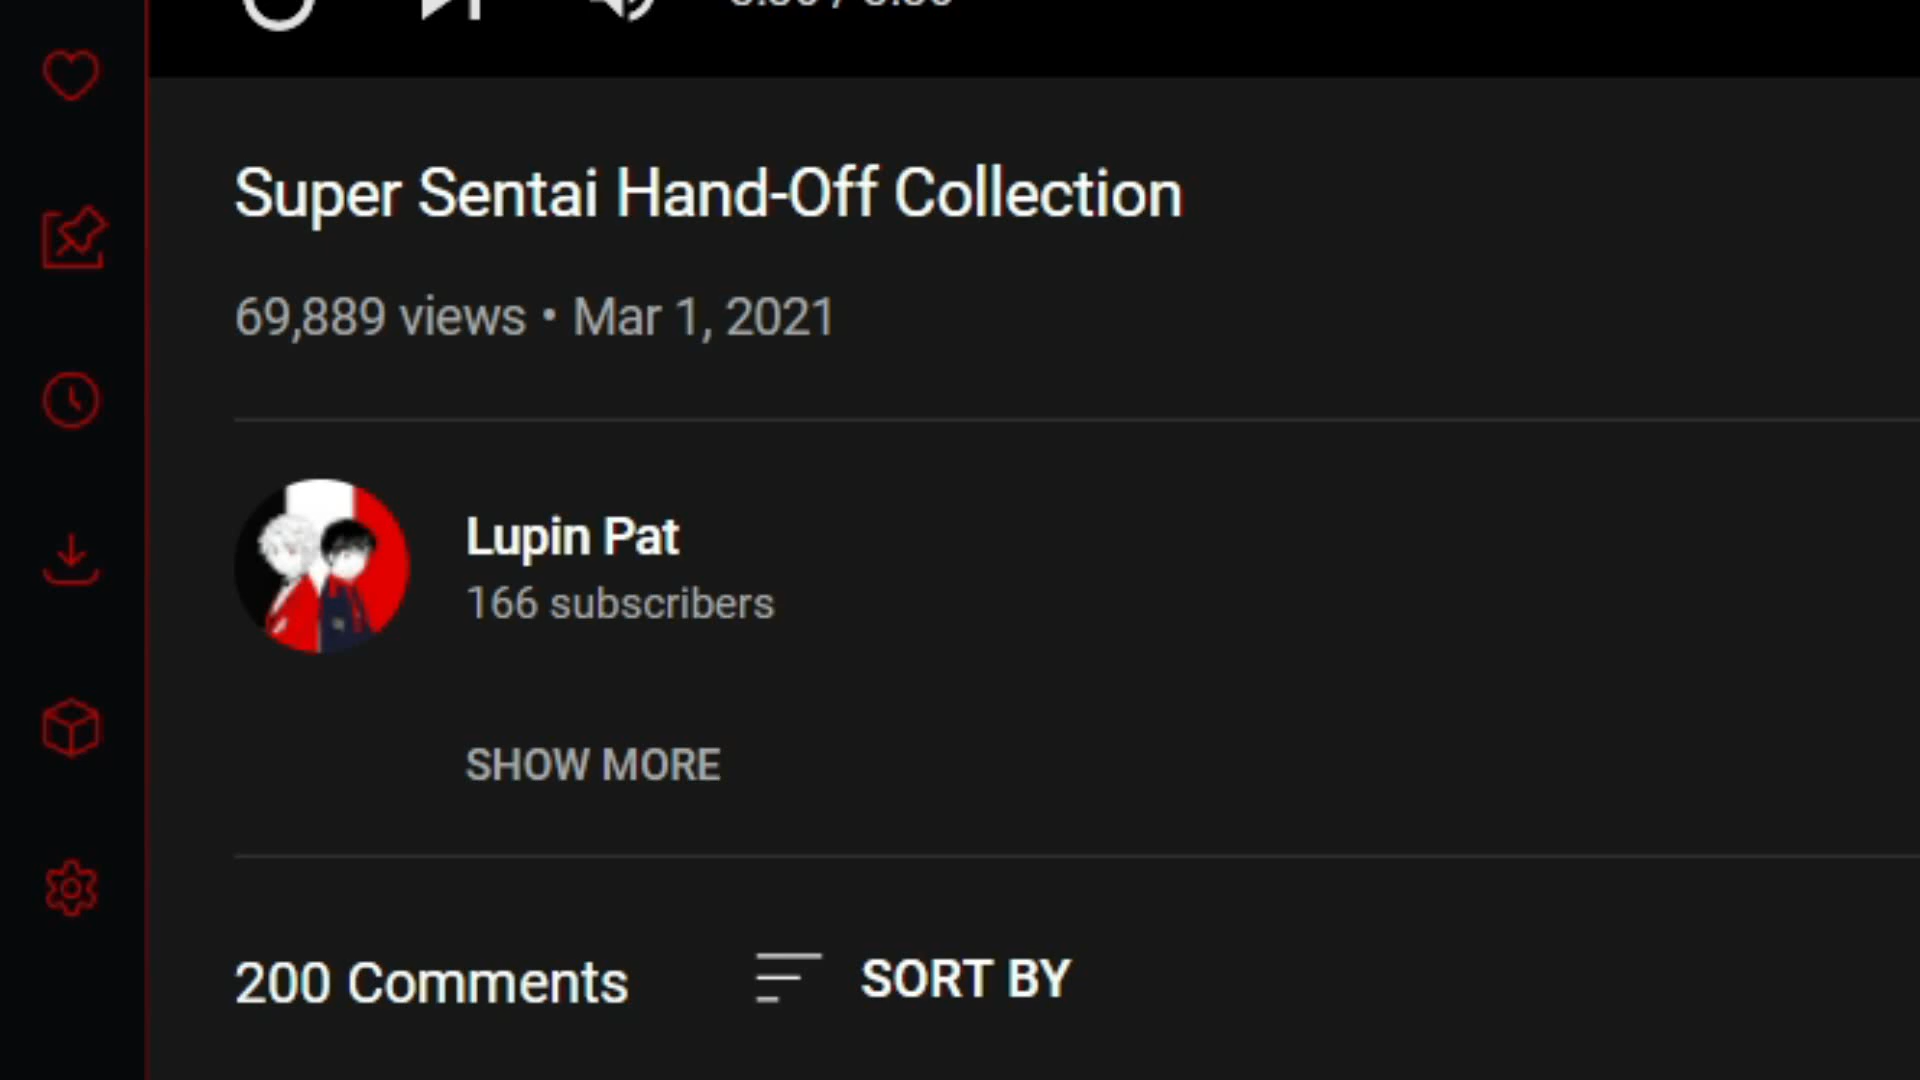 Super Sentai Hand-Off Collection
69,889 views • Mar 1, 2021
Lupin Pat
166 subscribers
SHOW MORE
200 Comments
SORT BY